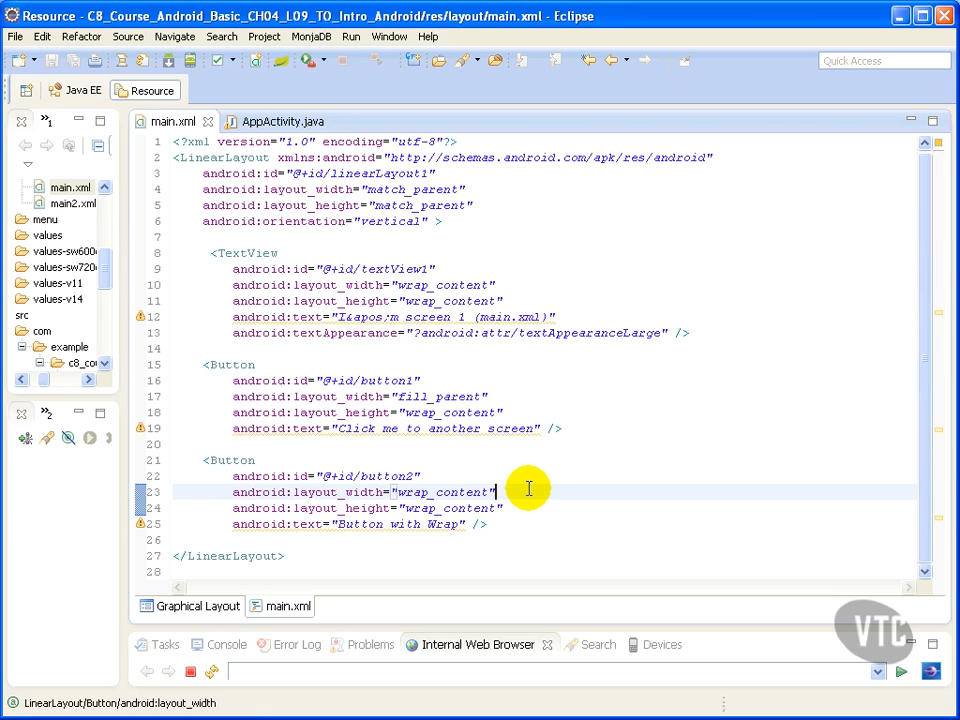 Resource - C8_Course_Android_Basic_CH04_L09_TO_Intro_Android/res/layout/main.xml - Eclipse
File Edit Refactor Source Navigate Search Project MonjaDB Run Window Help
Quick Access
Java EE Resource
»1
main.xml AppActivity.java
main.xml
main2.xml
menu
values
values-sw600
values-sw720
values-v11
values-v14
src
com
example
c8_co
»2
1 <?xml version="1.0" encoding="utf-8"?>
2 <LinearLayout xmlns:android="http://schemas.android.com/apk/res/android"
3 android:id="@+id/linearLayout1"
4 android:layout_width="match_parent"
5 android:layout_height="match_parent"
6 android:orientation="vertical" >
7
8 <TextView
9 android:id="@+id/textView1"
10 android:layout_width="wrap_content"
11 android:layout_height="wrap_content"
12 android:text="I&apos;m screen 1 (main.xml)"
13 android:textAppearance="?android:attr/textAppearanceLarge" />
14
15 <Button
16 android:id="@+id/button1"
17 android:layout_width="fill_parent"
18 android:layout_height="wrap_content"
19 android:text="Click me to another screen" />
20
21 <Button
22 android:id="@+id/button2"
23 android:layout_width="wrap_content"
24 android:layout_height="wrap_content"
25 android:text="Button with Wrap" />
26
27 </LinearLayout>
28
Graphical Layout main.xml
VTC
Tasks Console Error Log Problems Internal Web Browser Search Devices
LinearLayout/Button/android:layout_width